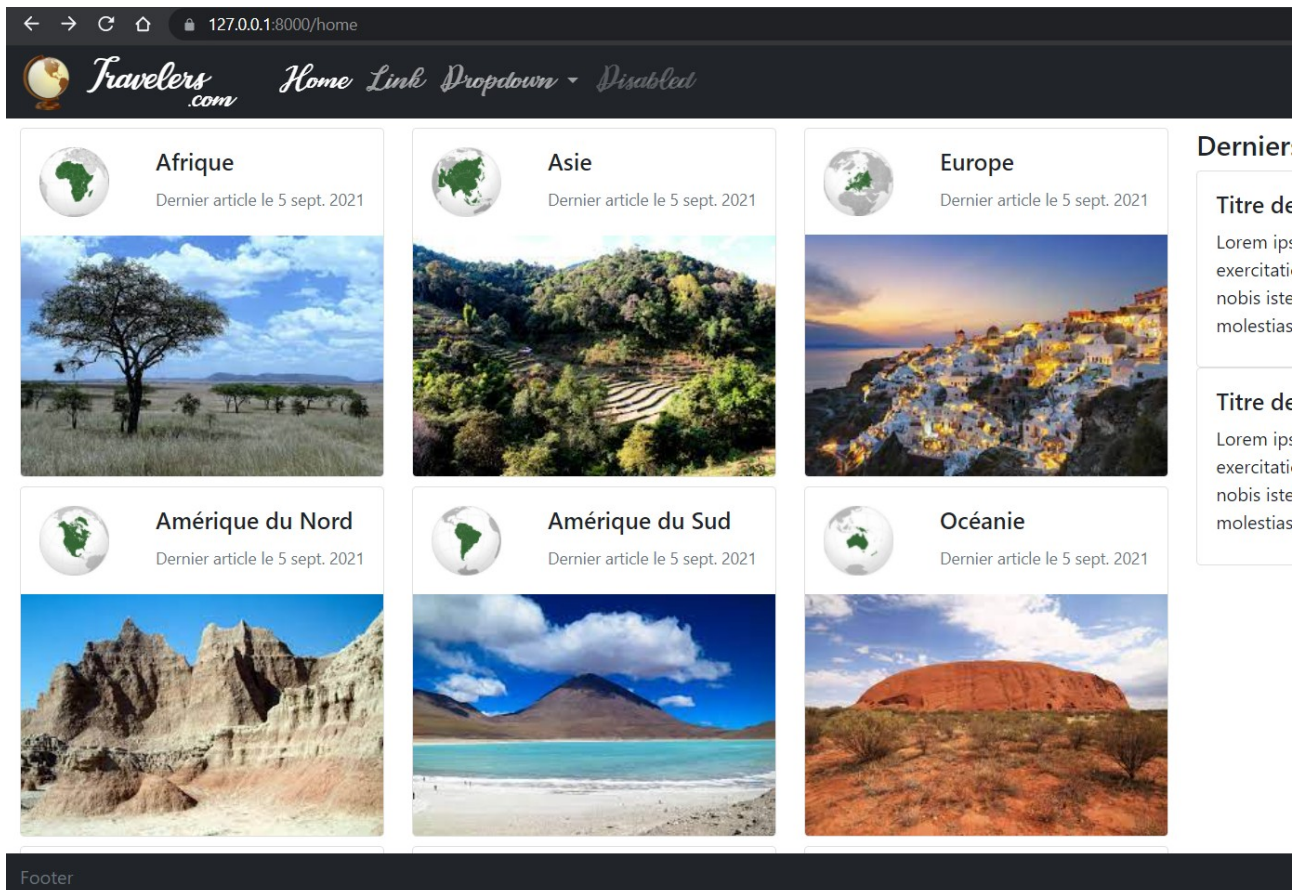 127.0.0.1:8000/home
Travelers
.com
Home Link Dropdown Disabled
Afrique
Dernier article le 5 sept. 2021
Asie
Dernier article le 5 sept. 2021
Europe
Dernier article le 5 sept. 2021
Amérique du Nord
Dernier article le 5 sept. 2021
Amérique du Sud
Dernier article le 5 sept. 2021
Océanie
Dernier article le 5 sept. 2021
Derniers
Titre de
Lorem ips
exercitati
nobis iste
molestias
Titre de
Lorem ips
exercitati
nobis iste
molestias
Footer